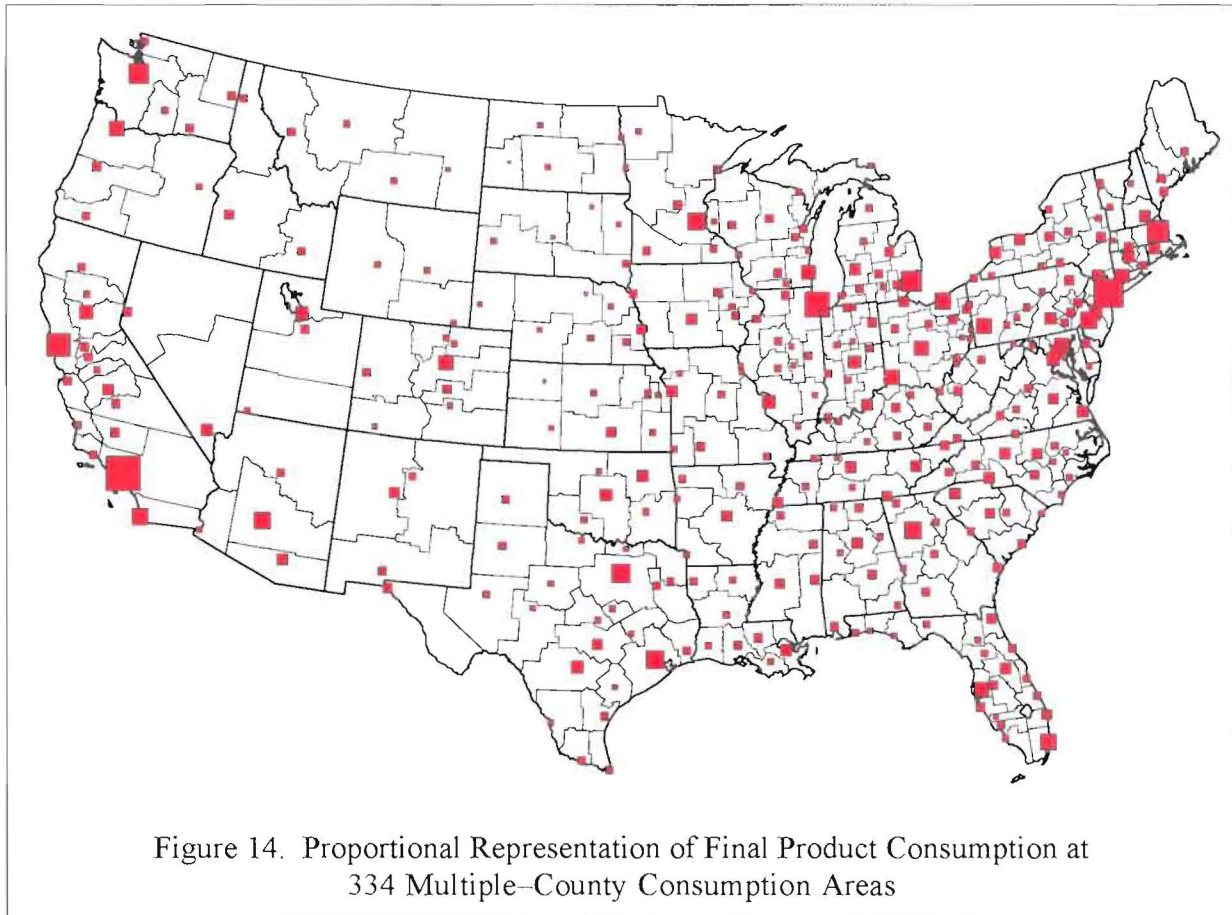 Figure 14. Proportional Representation of Final Product Consumption at
334 Multiple–County Consumption Areas